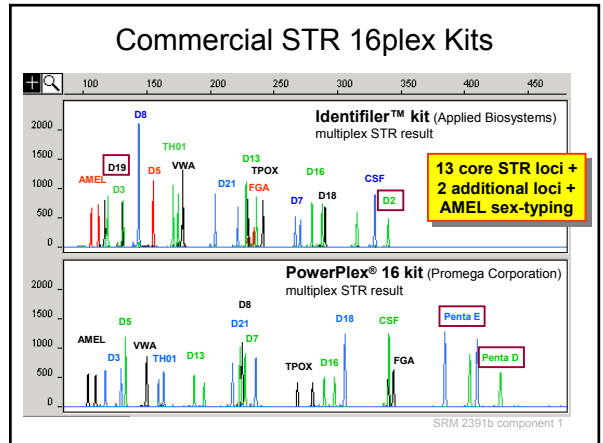 Commercial STR 16plex Kits
100 150 200 250 300 350 400 450
D8
Identifiler™ kit (Applied Biosystems)
multiplex STR result
2000
1500
1000
500
0
AMEL
D19
D3
D5
TH01
VWA
D21
D13
TPOX
FGA
D7
D16
D18
CSF
D2
13 core STR loci +
2 additional loci +
AMEL sex-typing
PowerPlex® 16 kit (Promega Corporation)
multiplex STR result
2000
1500
1000
500
0
AMEL
D3
D5
VWA
TH01
D13
D21
D8
D7
TPOX
D16
D18
CSF
FGA
Penta E
Penta D
SRM 2391b component 1